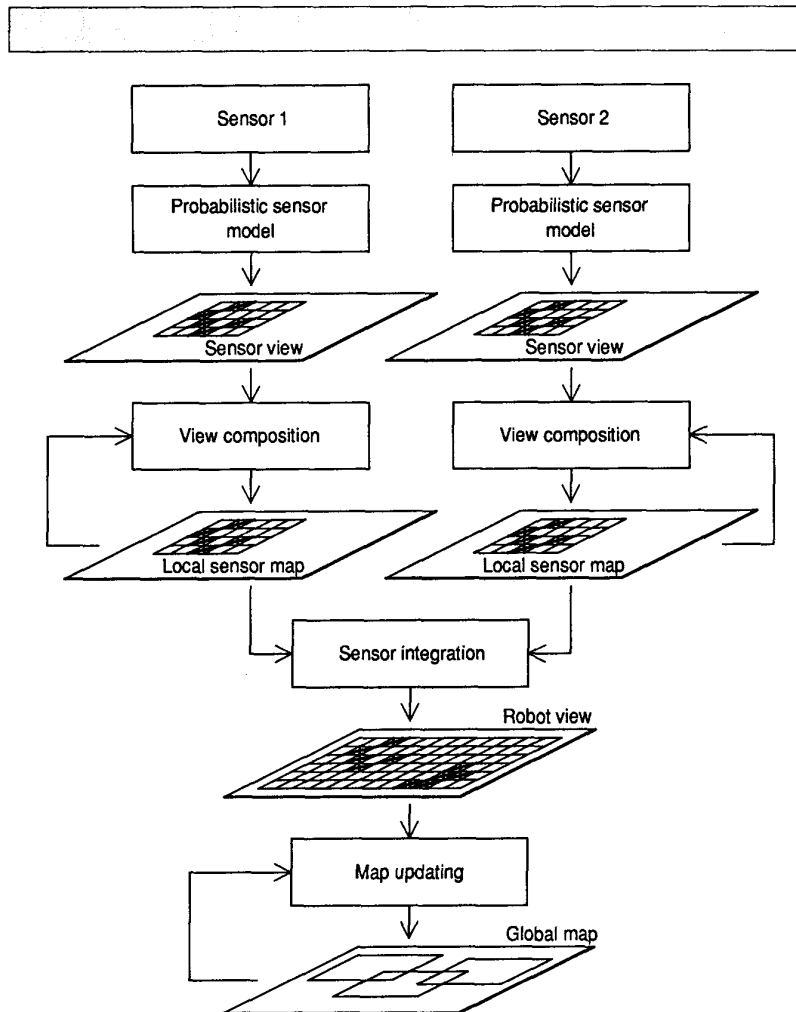 Sensor 1
Sensor 2
Probabilistic sensor
model
Probabilistic sensor
model
Sensor view
Sensor view
View composition
View composition
Local sensor map
Local sensor map
Sensor integration
Robot view
Map updating
Global map